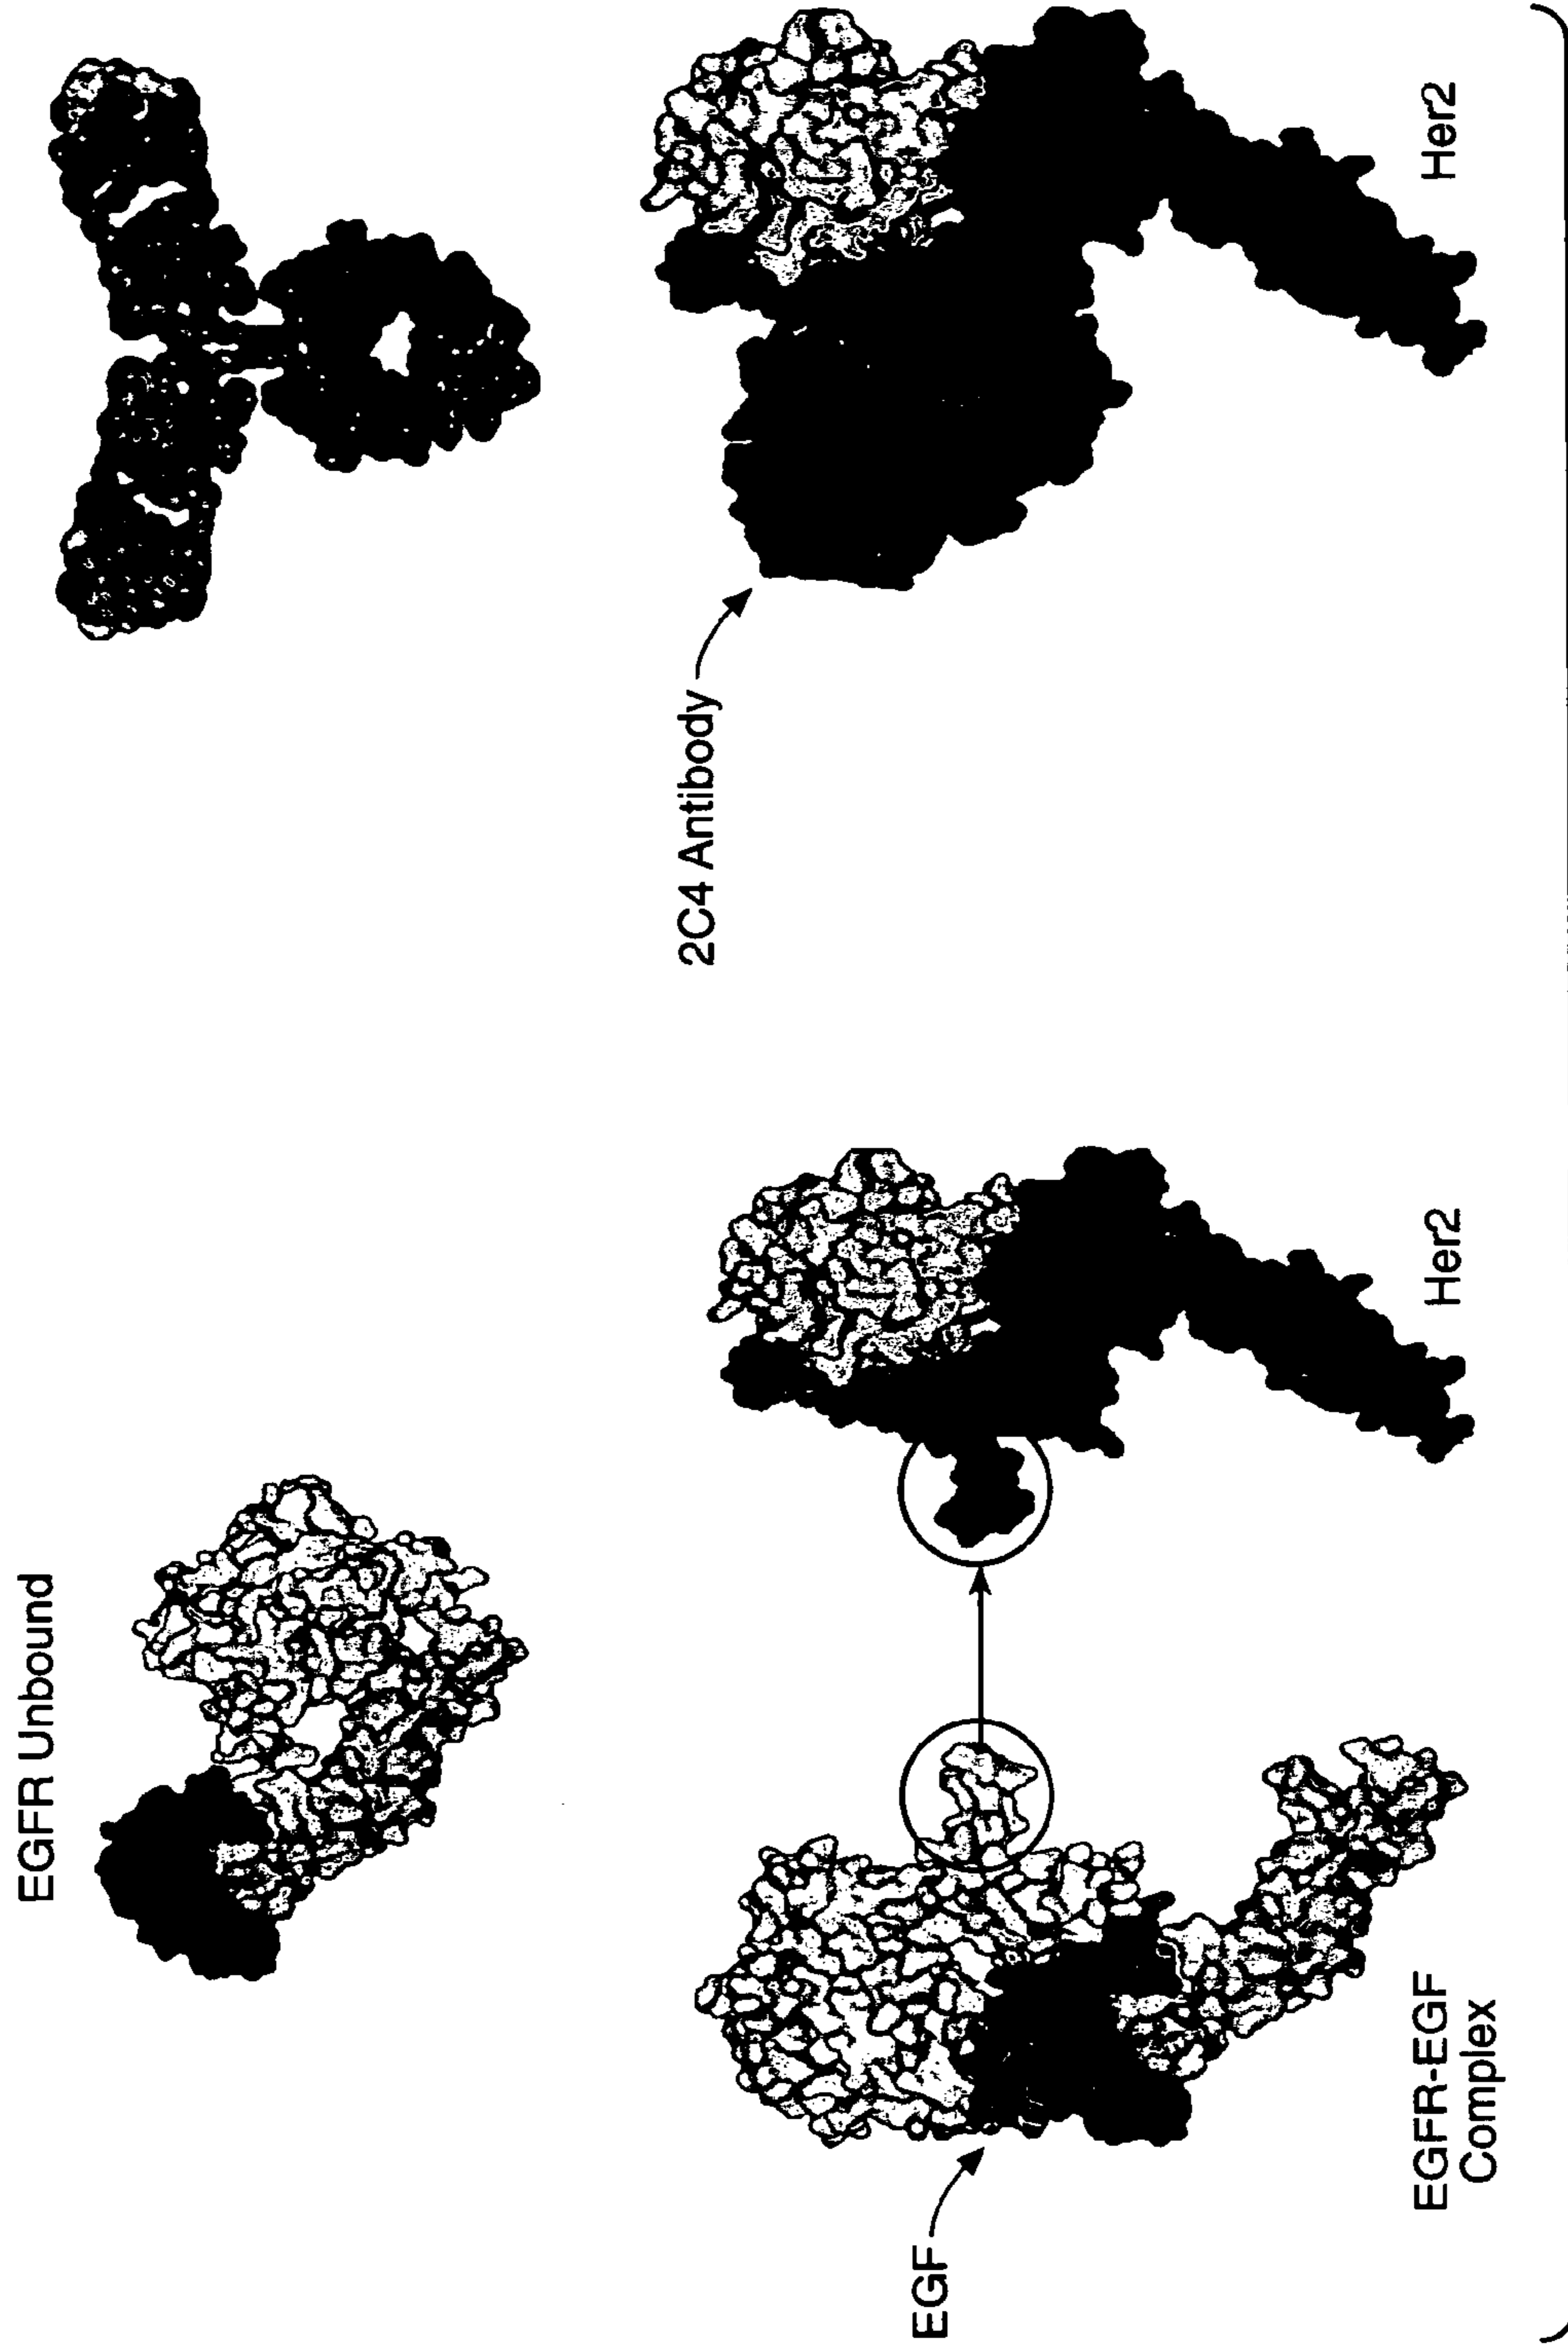 EGFR Unbound
2C4 Antibody
EGF
EGFR-EGF
Complex
Her2
Her2